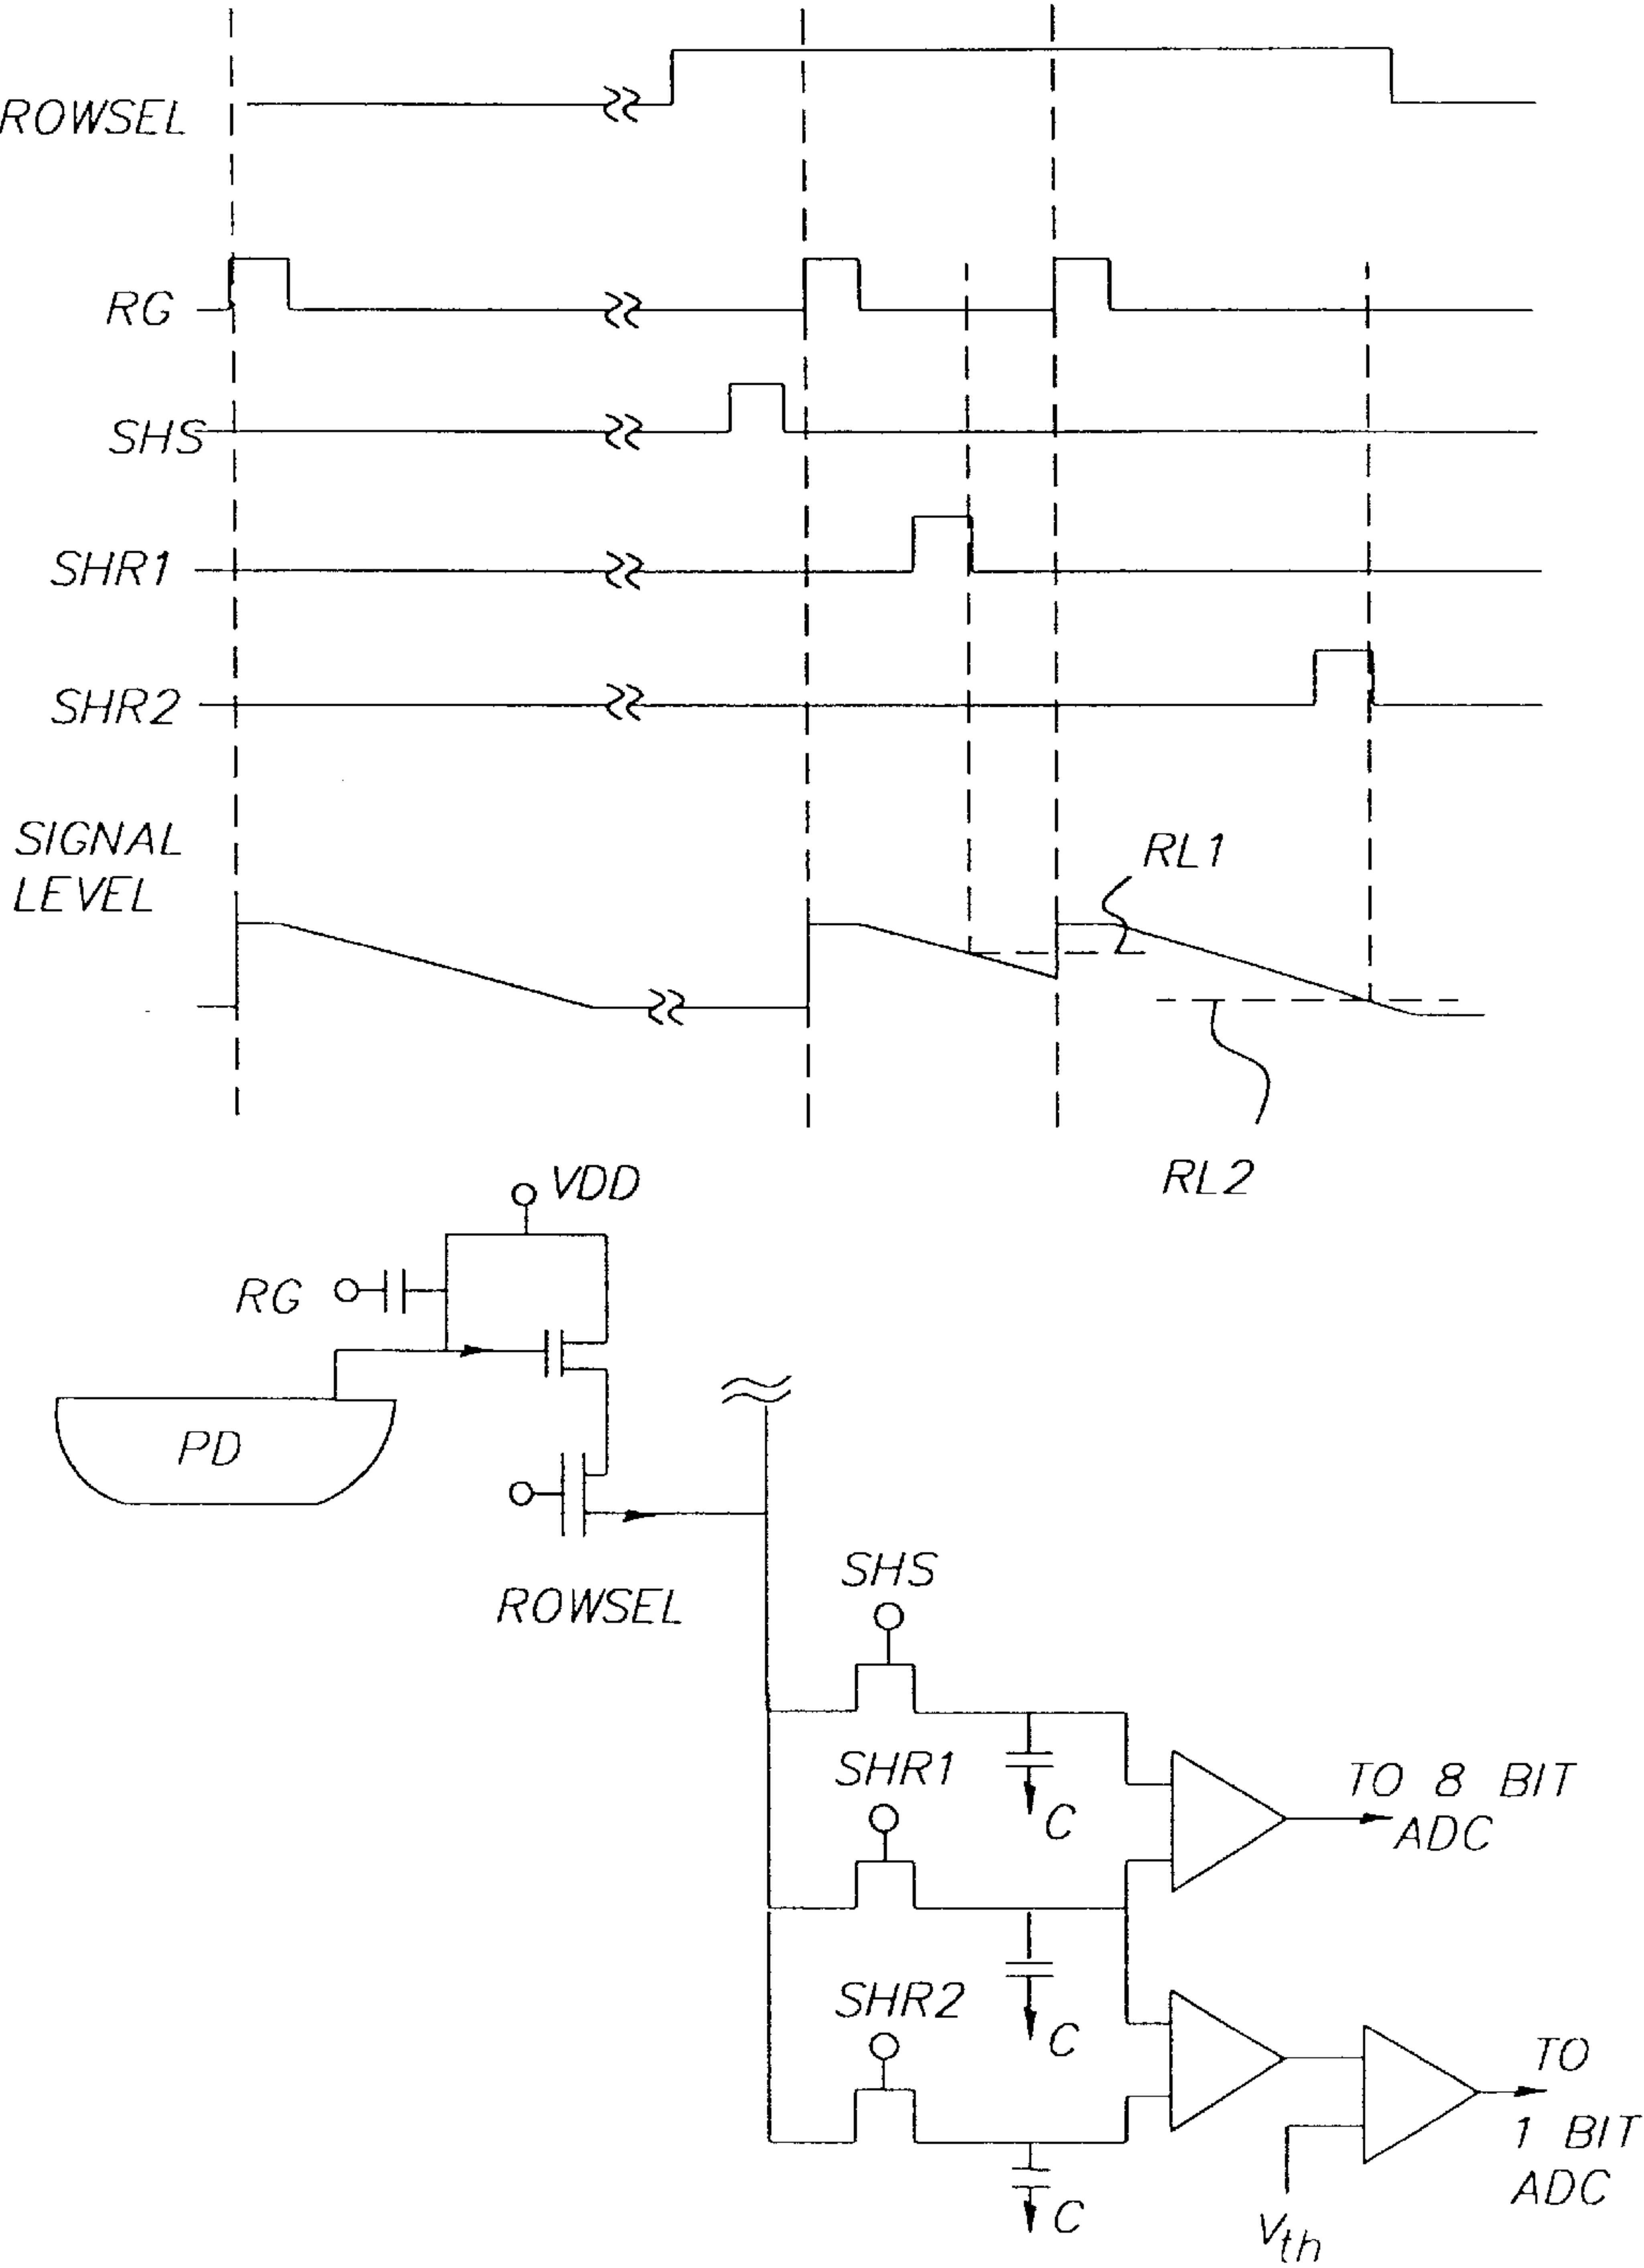 ROWSEL
RG
SHS
SHR1
SHR2
SIGNAL
LEVEL
RL1
RL2
VDD
RG
PD
ROWSEL
SHS
SHR1
C
TO 8 BIT
ADC
SHR2
C
TO
1 BIT
ADC
C
Vth